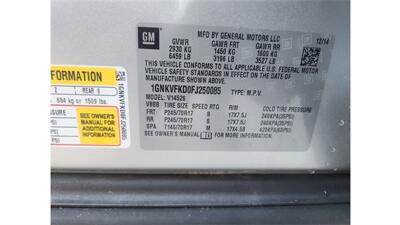 GM
MFD BY GENERAL MOTORS LLC
12/14
GVWR GAWR FRT GAWR RR
2930 KG 1450 KG 1600 KG
6459 LB 3196 LB 3527 LB
THIS VEHICLE CONFORMS TO ALL APPLICABLE U.S. FEDERAL MOTOR
VEHICLE SAFETY STANDARDS IN EFFECT ON THE DATE OF
MANUFACTURE SHOWN ABOVE.
1GNKVFKD0FJ250085 TYPE: M.P.V.
MODEL: V14526
TIRE SIZE SPEED RTG RIM COLD TIRE PRESSURE
FRT P245/70R17 S 17X7.5J 240KPA(35PSI)
RR P245/70R17 S 17X7.5J 240KPA(35PSI)
SPA T145/70R17 M 17X4.5B 420KPA(60PSI)
INFORMATION
REAR
684 kg or 1509 lbs.
SEE OWNER'S
MANUAL FOR
ADDITIONAL
INFORMATION
1GNKVFKD0FJ250085
SEE OWNER'S MANUAL FOR MORE INFORMATION.